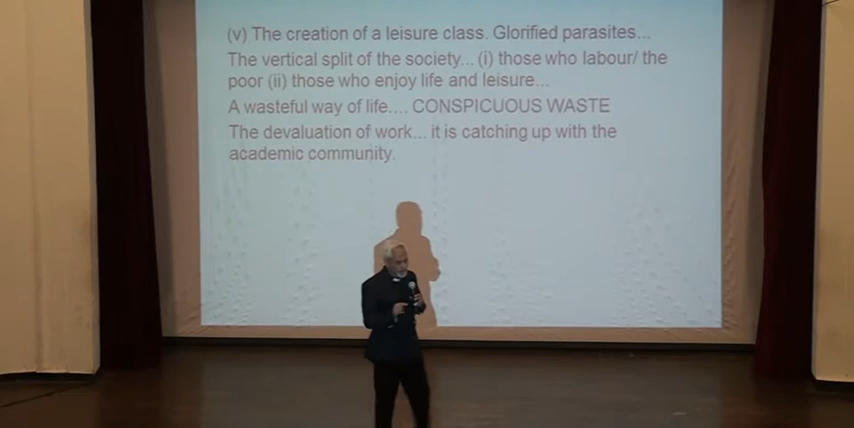 (v) The creation of a leisure class. Glorified parasites...
The vertical split of the society... (i) those who labour/ the
poor (ii) those who enjoy life and leisure...
A wasteful way of life.... CONSPICUOUS WASTE
The devaluation of work... it is catching up with the
academic community.